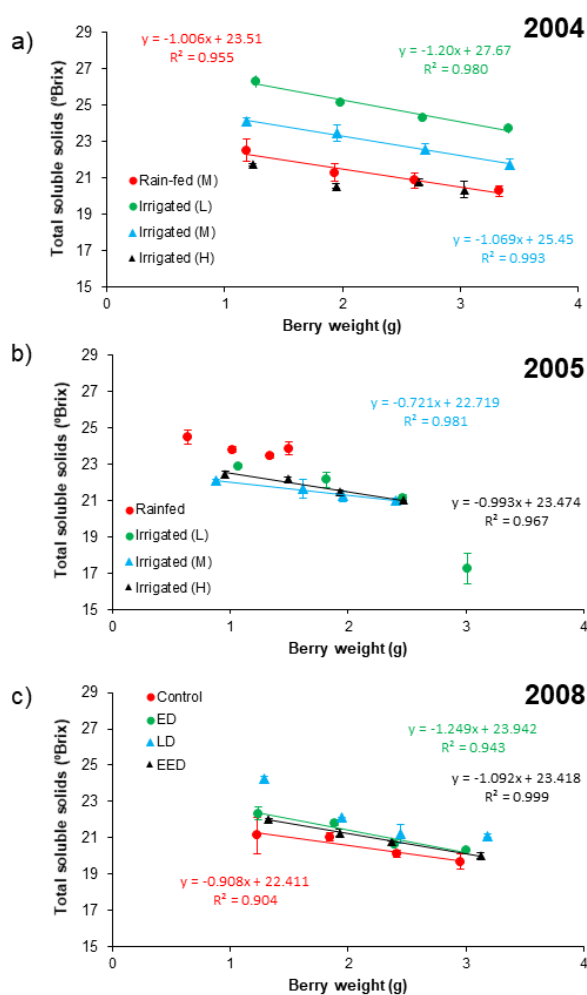 a)
2004
y = -1.006x + 23.51
R² = 0.955
y = -1.20x + 27.67
R² = 0.980
Total soluble solids (ºBrix)
29
27
25
23
21
19
17
15
Rain-fed (M)
Irrigated (L)
Irrigated (M)
Irrigated (H)
y = -1.069x + 25.45
R² = 0.993
0 1 2 3 4
Berry weight (g)
b)
2005
y = -0.721x + 22.719
R² = 0.981
Total soluble solids (ºBrix)
29
27
25
23
21
19
17
15
Rainfed
Irrigated (L)
Irrigated (M)
Irrigated (H)
y = -0.993x + 23.474
R² = 0.967
0 1 2 3 4
Berry weight (g)
c)
2008
Control
ED
LD
EED
y = -1.249x + 23.942
R² = 0.943
y = -1.092x + 23.418
R² = 0.999
Total soluble solids (ºBrix)
29
27
25
23
21
19
17
15
y = -0.908x + 22.411
R² = 0.904
0 1 2 3 4
Berry weight (g)